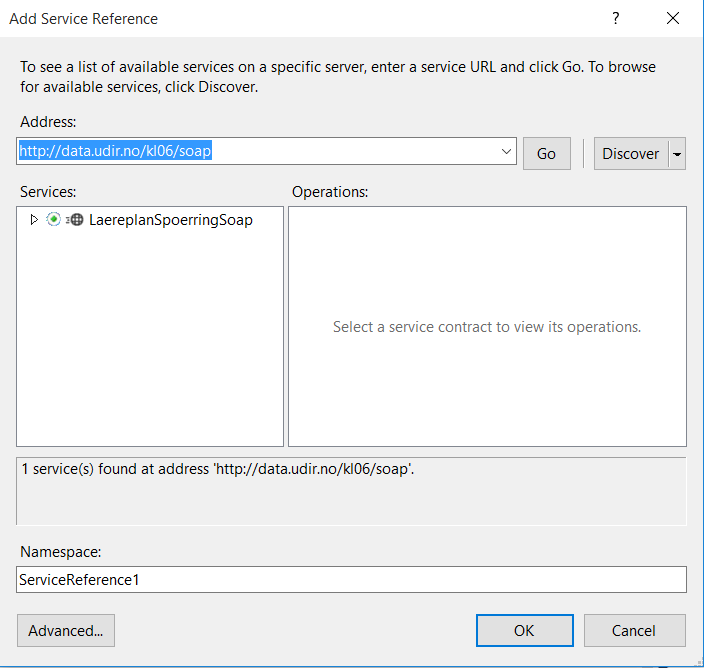 Add Service Reference
?
To see a list of available services on a specific server, enter a service URL and click Go. To browse
for available services, click Discover.
Address:
http://data.udir.no/kl06/soap
Go
Discover
Services:
Operations:
LaereplanSpoerringSoap
Select a service contract to view its operations.
1 service(s) found at address 'http://data.udir.no/kl06/soap'.
Namespace:
ServiceReference1
Advanced...
OK
Cancel